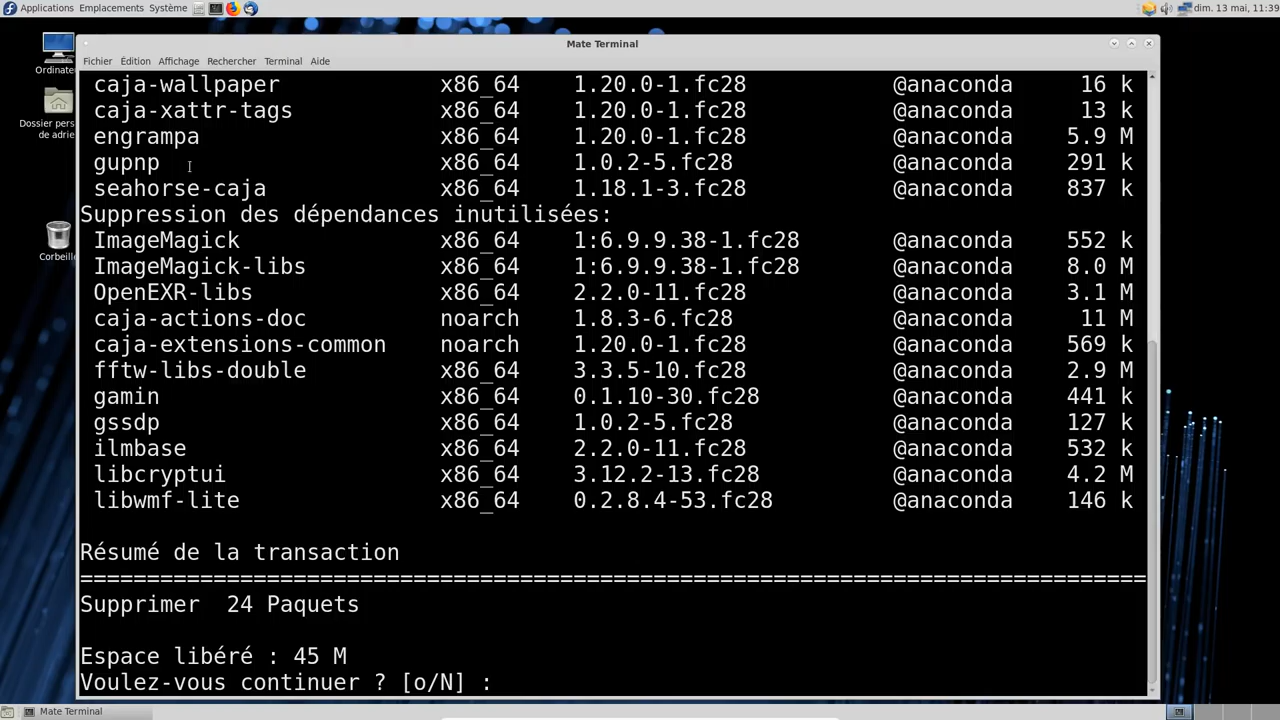 Applications Emplacements Système dim. 13 mai, 11:39
Mate Terminal
Fichier Édition Affichage Rechercher Terminal Aide
Ordinate
Dossier pers
de adrie
Corbeille
caja-wallpaper x86_64 1.20.0-1.fc28 @anaconda 16 k
caja-xattr-tags x86_64 1.20.0-1.fc28 @anaconda 13 k
engrampa x86_64 1.20.0-1.fc28 @anaconda 5.9 M
gupnp x86_64 1.0.2-5.fc28 @anaconda 291 k
seahorse-caja x86_64 1.18.1-3.fc28 @anaconda 837 k
Suppression des dépendances inutilisées:
ImageMagick x86_64 1:6.9.9.38-1.fc28 @anaconda 552 k
ImageMagick-libs x86_64 1:6.9.9.38-1.fc28 @anaconda 8.0 M
OpenEXR-libs x86_64 2.2.0-11.fc28 @anaconda 3.1 M
caja-actions-doc noarch 1.8.3-6.fc28 @anaconda 11 M
caja-extensions-common noarch 1.20.0-1.fc28 @anaconda 569 k
fftw-libs-double x86_64 3.3.5-10.fc28 @anaconda 2.9 M
gamin x86_64 0.1.10-30.fc28 @anaconda 441 k
gssdp x86_64 1.0.2-5.fc28 @anaconda 127 k
ilmbase x86_64 2.2.0-11.fc28 @anaconda 532 k
libcryptui x86_64 3.12.2-13.fc28 @anaconda 4.2 M
libwmf-lite x86_64 0.2.8.4-53.fc28 @anaconda 146 k
Résumé de la transaction
================================================================================
Supprimer 24 Paquets
Espace libéré : 45 M
Voulez-vous continuer ? [o/N] :
Mate Terminal